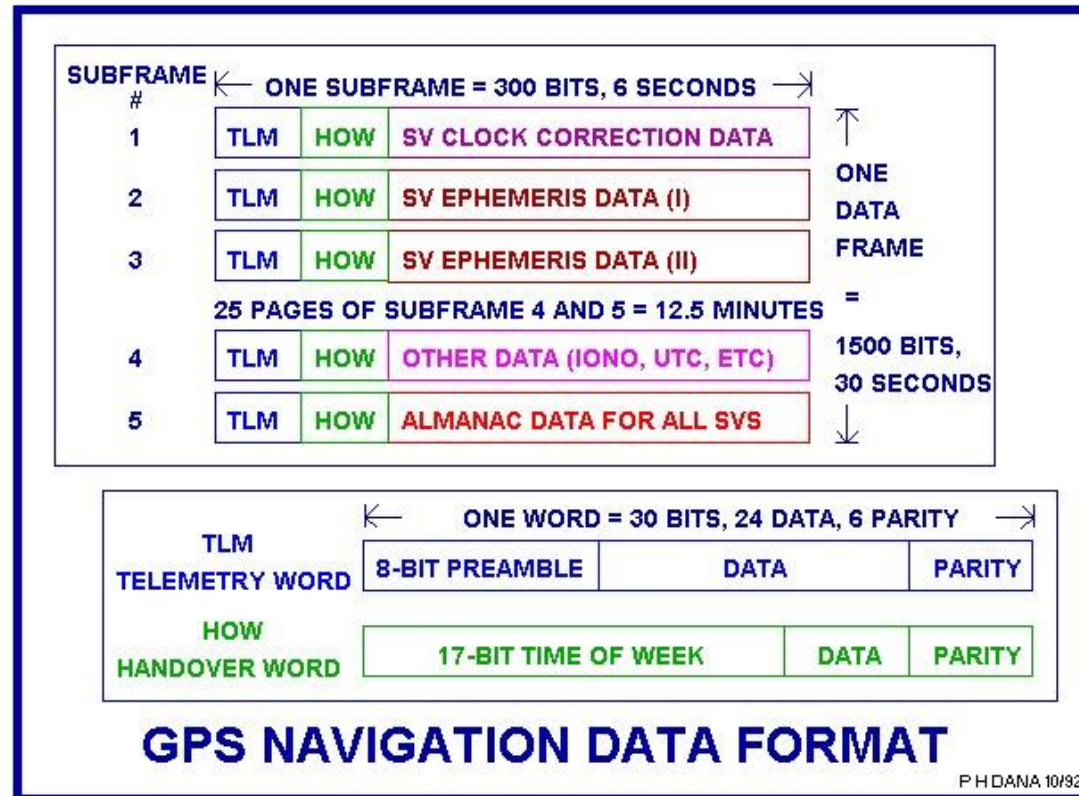 SUBFRAME
#
ONE SUBFRAME = 300 BITS, 6 SECONDS
1 TLM HOW SV CLOCK CORRECTION DATA
2 TLM HOW SV EPHEMERIS DATA (I)
3 TLM HOW SV EPHEMERIS DATA (II)
25 PAGES OF SUBFRAME 4 AND 5 = 12.5 MINUTES
4 TLM HOW OTHER DATA (IONO, UTC, ETC)
5 TLM HOW ALMANAC DATA FOR ALL SVS
ONE
DATA
FRAME
=
1500 BITS,
30 SECONDS
ONE WORD = 30 BITS, 24 DATA, 6 PARITY
TLM
TELEMETRY WORD
8-BIT PREAMBLE DATA PARITY
HOW
HANDOVER WORD
17-BIT TIME OF WEEK DATA PARITY
GPS NAVIGATION DATA FORMAT
P H DANA 10/92